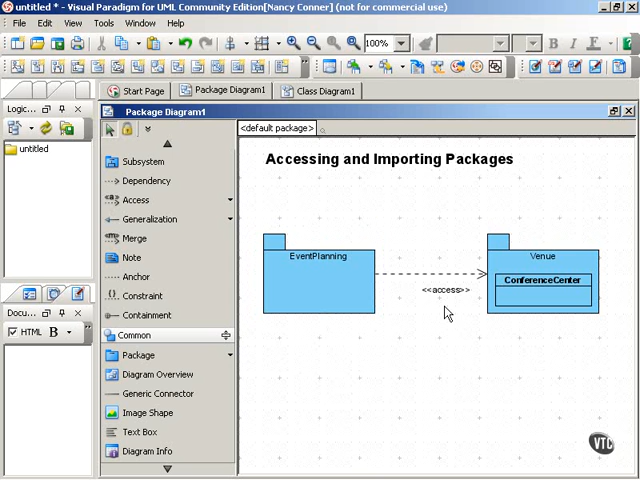 untitled * - Visual Paradigm for UML Community Edition[Nancy Conner] (not for commercial use)
File Edit View Tools Window Help
100%
B I
Start Page
Package Diagram1
Class Diagram1
Logic...
untitled
Docu...
HTML B
Package Diagram1
<default package>
Subsystem
Dependency
Access
Generalization
Merge
Note
Anchor
Constraint
Containment
Common
Package
Diagram Overview
Generic Connector
Image Shape
Text Box
Diagram Info
Accessing and Importing Packages
EventPlanning
<<access>>
Venue
ConferenceCenter
VTC